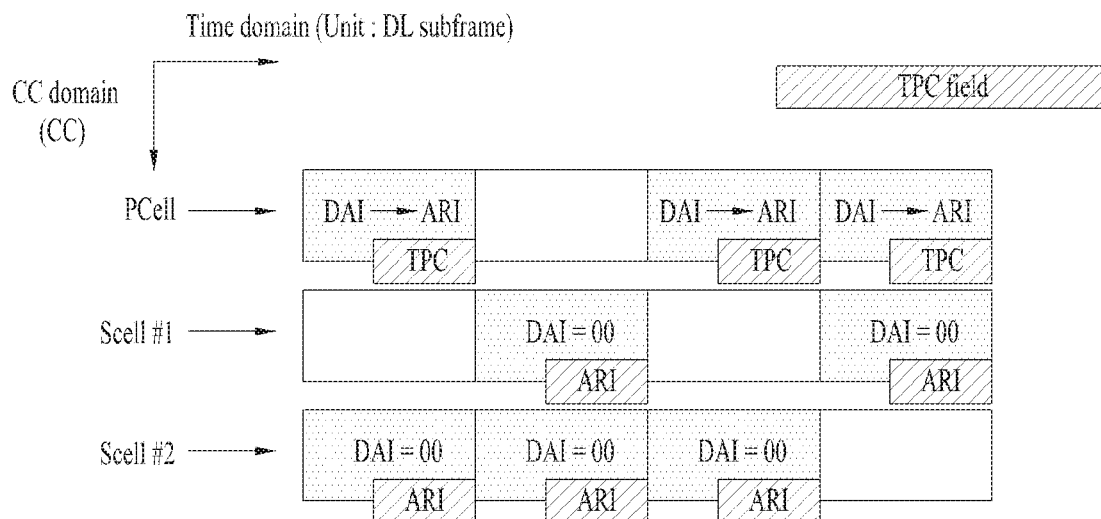 Time domain (Unit : DL subframe)
CC domain
(CC)
TPC field
PCell
DAI ARI
DAI ARI
DAI ARI
TPC
TPC
TPC
Scell #1
DAI = 00
DAI = 00
ARI
ARI
Scell #2
DAI = 00
DAI = 00
DAI = 00
ARI
ARI
ARI